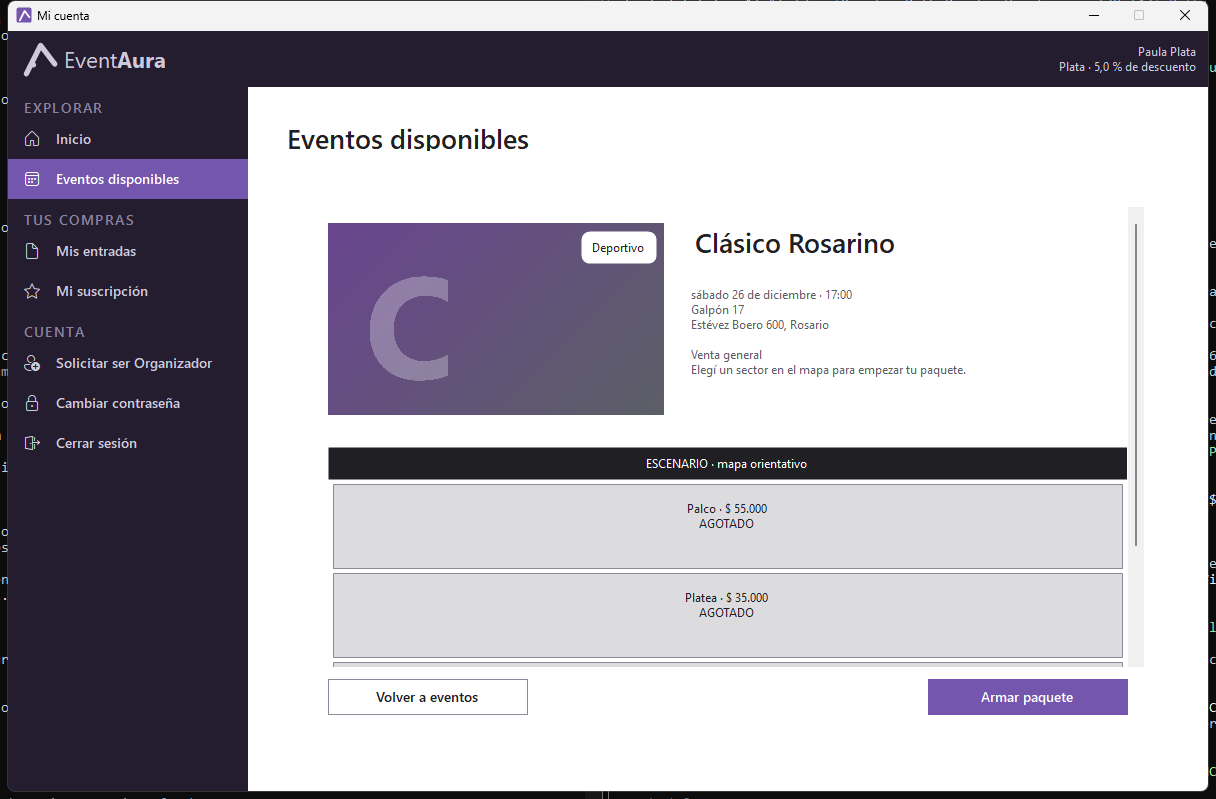 Mi cuenta
EventAura
Paula Plata
Plata · 5,0 % de descuento
EXPLORAR
Inicio
Eventos disponibles
TUS COMPRAS
Mis entradas
Mi suscripción
CUENTA
Solicitar ser Organizador
Cambiar contraseña
Cerrar sesión
Eventos disponibles
C
Deportivo
Clásico Rosarino
sábado 26 de diciembre · 17:00
Galpón 17
Estévez Boero 600, Rosario
Venta general
Elegí un sector en el mapa para empezar tu paquete.
ESCENARIO · mapa orientativo
Palco · $ 55.000
AGOTADO
Platea · $ 35.000
AGOTADO
Volver a eventos
Armar paquete